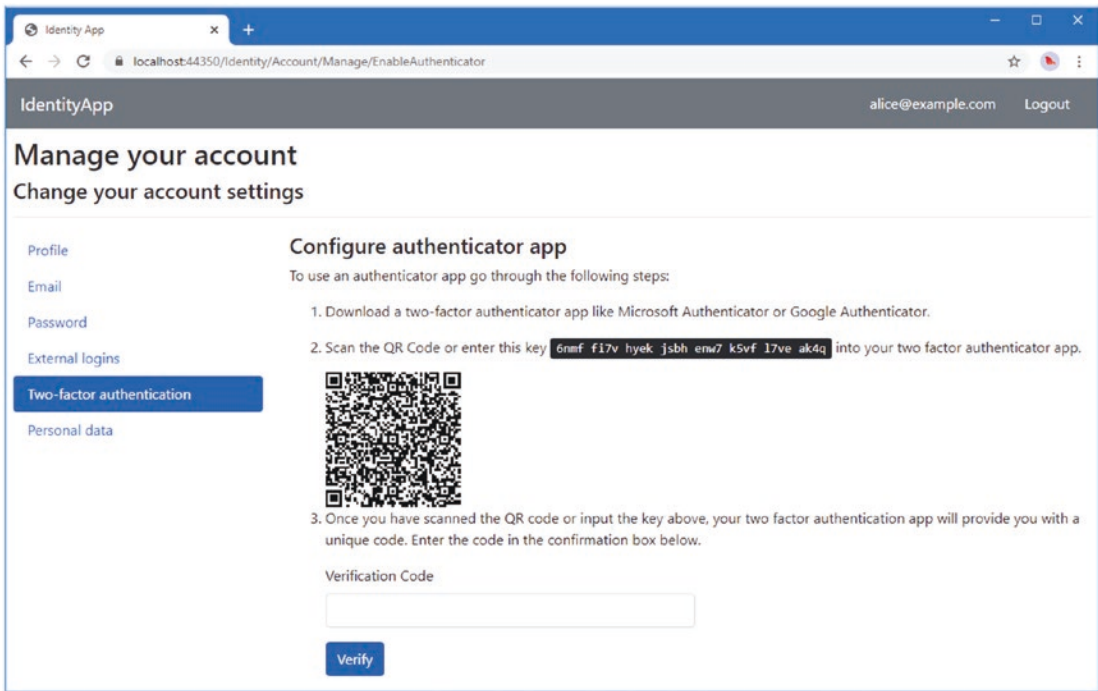 Identity App
localhost:44350/Identity/Account/Manage/EnableAuthenticator
IdentityApp
alice@example.com
Logout
Manage your account
Change your account settings
Profile
Email
Password
External logins
Two-factor authentication
Personal data
Configure authenticator app
To use an authenticator app go through the following steps:
1. Download a two-factor authenticator app like Microsoft Authenticator or Google Authenticator.
2. Scan the QR Code or enter this key 6nmf fi7v hyek jsbh enw7 k5vf l7ve ak4q into your two factor authenticator app.
3. Once you have scanned the QR code or input the key above, your two factor authentication app will provide you with a
unique code. Enter the code in the confirmation box below.
Verification Code
Verify